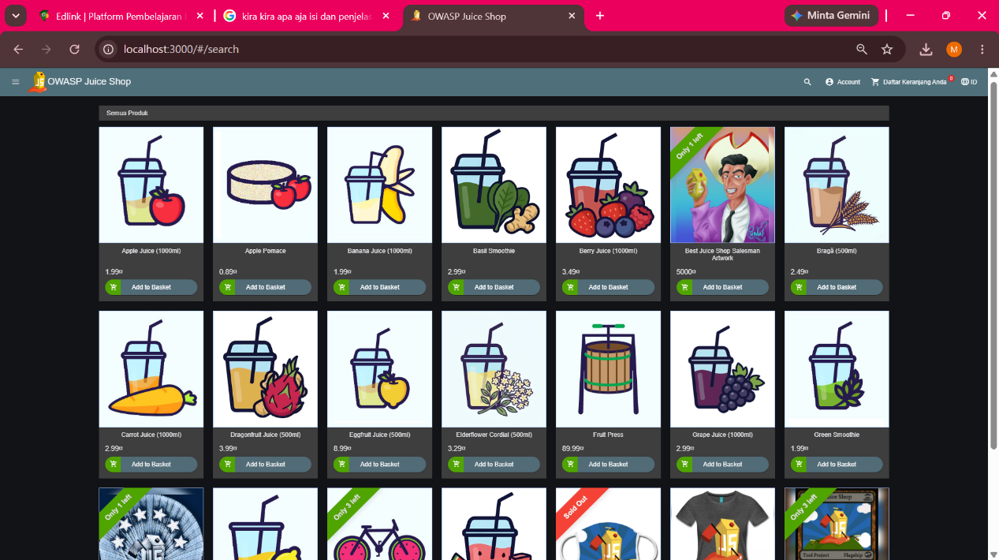 Edlink | Platform Pembelajaran
kira kira apa aja isi dan penjelas
OWASP Juice Shop
Minta Gemini
localhost:3000/#/search
M
OWASP Juice Shop
Account
Daftar Keranjang Anda
0
ID
Semua Produk
Only 1 left
Apple Juice (1000ml)
Apple Pomace
Banana Juice (1000ml)
Basil Smoothie
Berry Juice (1000ml)
Best Juice Shop Salesman
Artwork
Bragă (500ml)
1.99¤
0.89¤
1.99¤
2.99¤
3.49¤
5000¤
2.49¤
Add to Basket
Add to Basket
Add to Basket
Add to Basket
Add to Basket
Add to Basket
Add to Basket
Carrot Juice (1000ml)
Dragonfruit Juice (500ml)
Eggfruit Juice (500ml)
Elderflower Cordial (500ml)
Fruit Press
Grape Juice (1000ml)
Green Smoothie
2.99¤
3.99¤
8.99¤
3.29¤
89.99¤
2.99¤
1.99¤
Add to Basket
Add to Basket
Add to Basket
Add to Basket
Add to Basket
Add to Basket
Add to Basket
Only 1 left
Only 3 left
Sold Out
Only 3 left
Juice Shop
Tool Project
Flagship